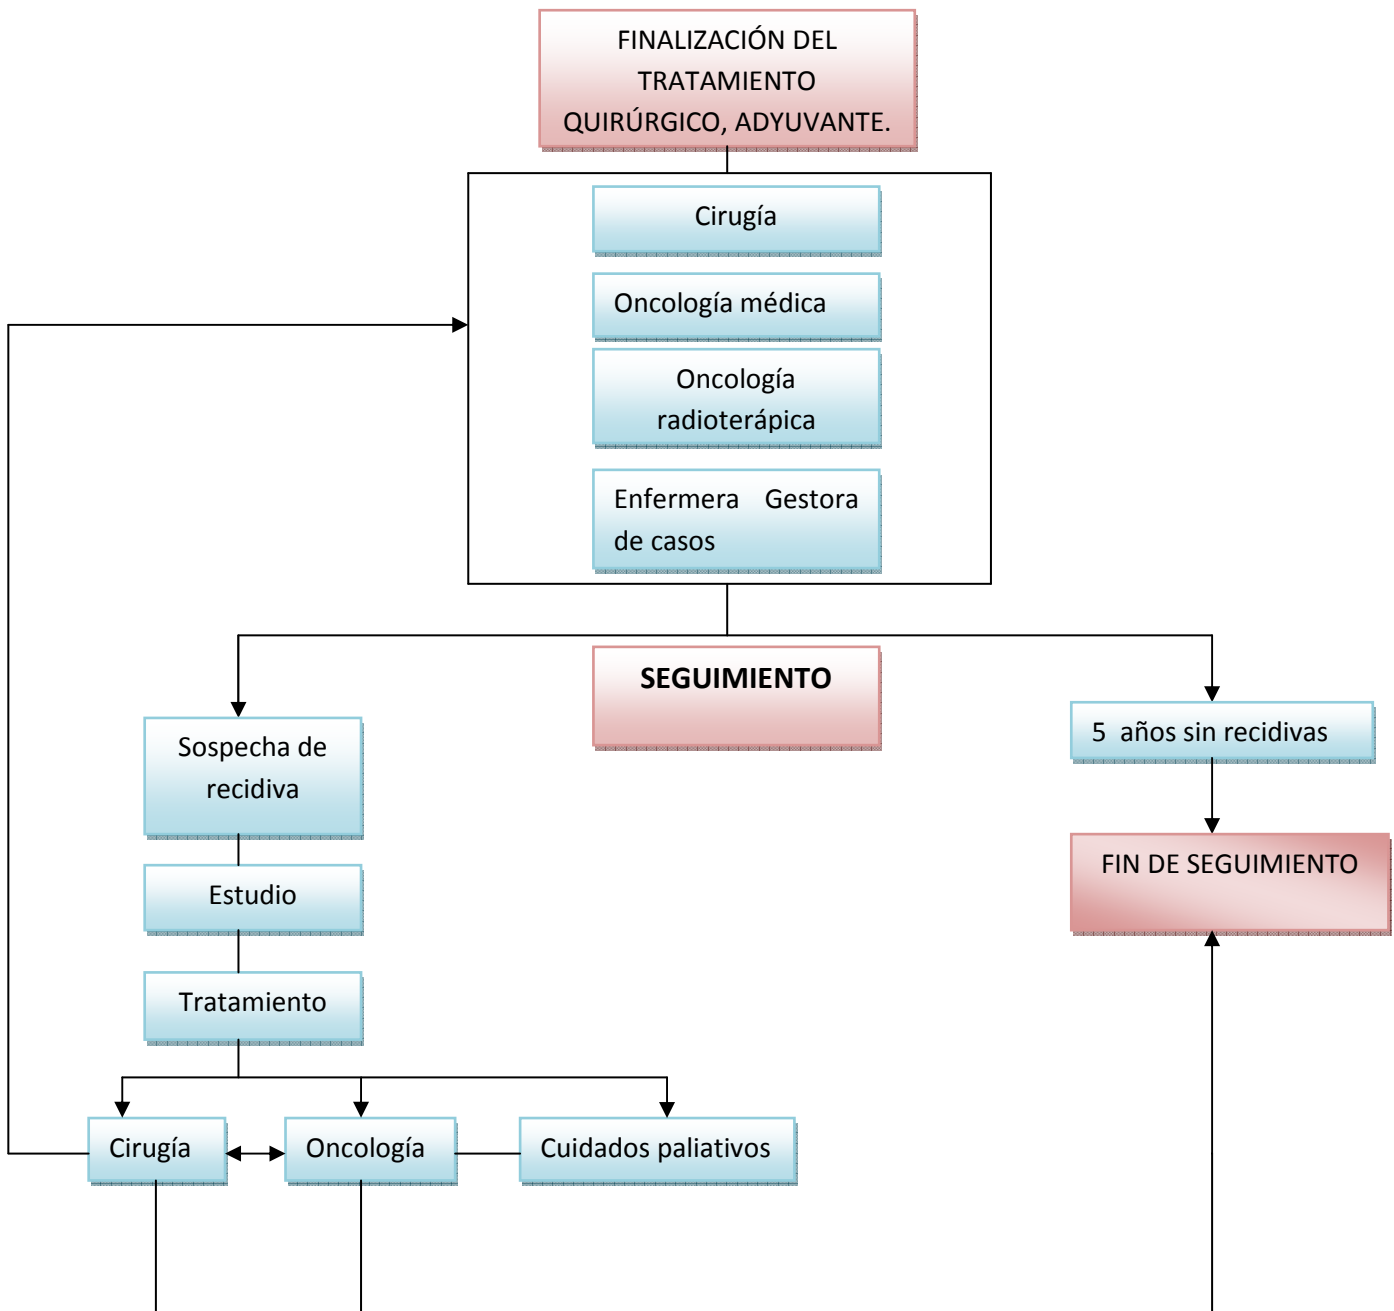 FINALIZACIÓN DEL
TRATAMIENTO
QUIRÚRGICO, ADYUVANTE.
Cirugía
Oncología médica
Oncología
radioterápica
Enfermera Gestora
de casos
SEGUIMIENTO
Sospecha de
recidiva
5 años sin recidivas
Estudio
FIN DE SEGUIMIENTO
Tratamiento
Cirugía
Oncología
Cuidados paliativos